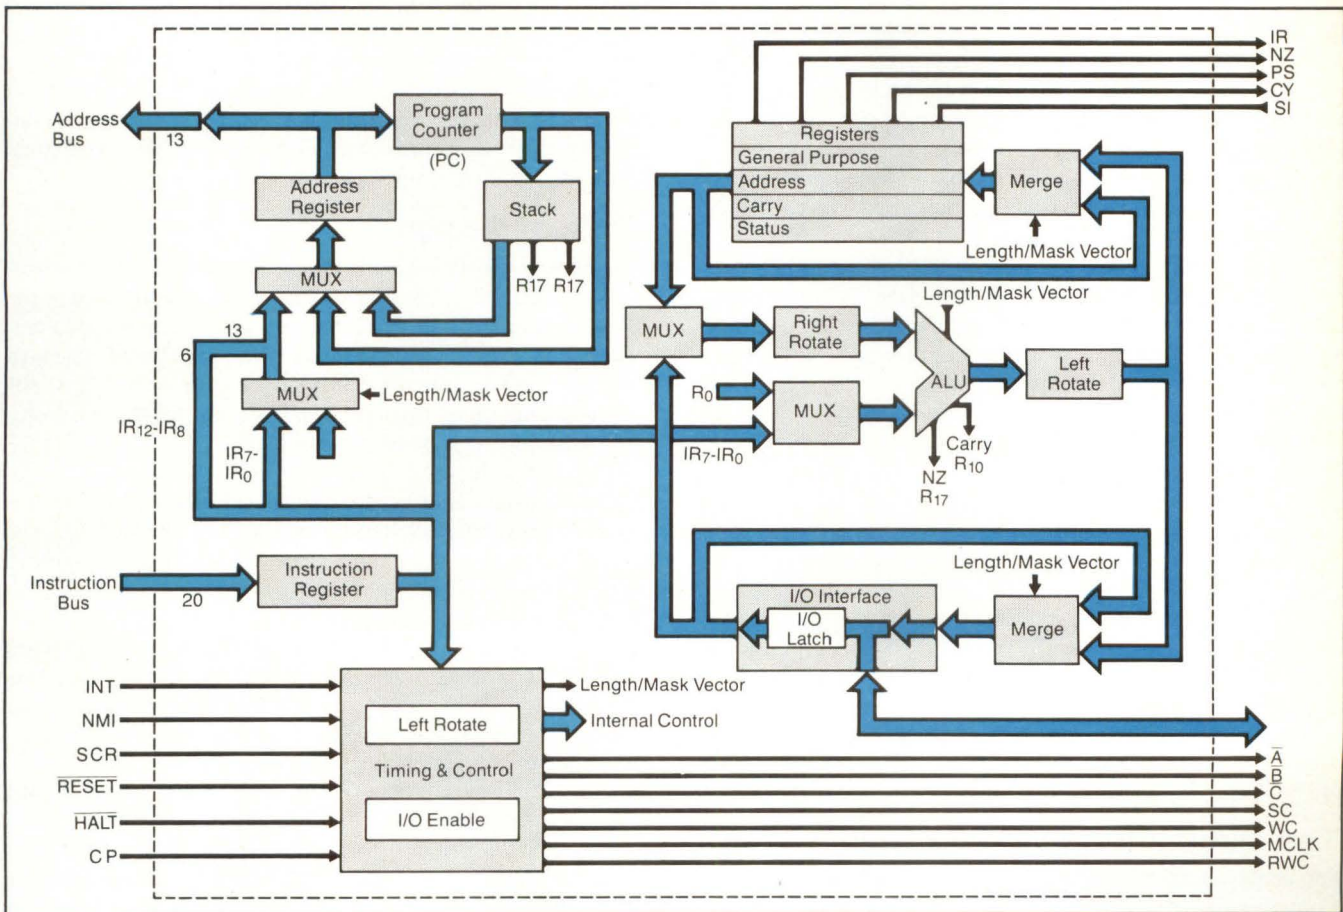 IR
NZ
PS
CY
SI
Address
Bus
13
Program
Counter
(PC)
Address
Register
Stack
R17 R17
MUX
13
6
MUX
Length/Mask Vector
IR12-IR8
IR7-
IR0
Registers
General Purpose
Address
Carry
Status
Merge
Length/Mask Vector
Length/Mask Vector
MUX
Right
Rotate
R0
MUX
ALU
Left
Rotate
IR7-IR0
Carry
R10
NZ
R17
Instruction
Bus
20
Instruction
Register
Length/Mask Vector
I/O Interface
I/O
Latch
Merge
INT
NMI
SCR
R̅E̅S̅E̅T̅
H̅A̅L̅T̅
CP
Left Rotate
Timing & Control
I/O Enable
Length/Mask Vector
Internal Control
A̅
B̅
C̅
SC
WC
MCLK
RWC